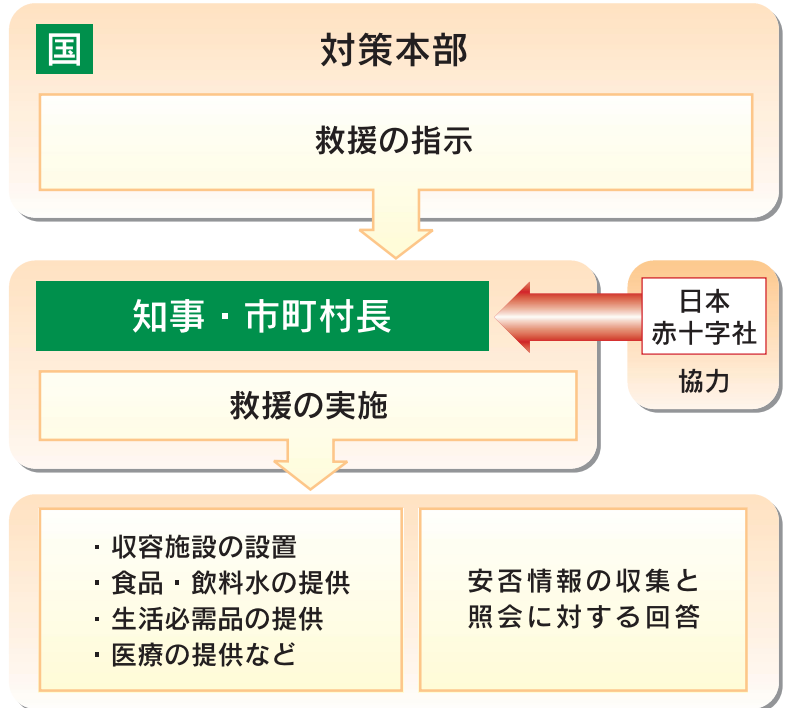 国
対策本部
救援の指示
知事・市町村長
日本
赤十字社
協力
救援の実施
・収容施設の設置
・食品・飲料水の提供
・生活必需品の提供
・医療の提供など
安否情報の収集と
照会に対する回答